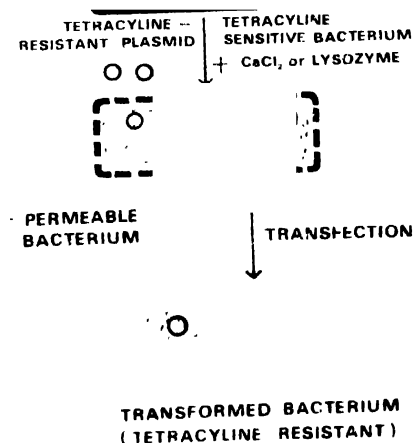 TETRACYLINE -
RESISTANT PLASMID
TETRACYLINE
SENSITIVE BACTERIUM
+ CaCl₂ or LYSOZYME
PERMEABLE
BACTERIUM
TRANSFECTION
TRANSFORMED BACTERIUM
(TETRACYLINE RESISTANT)